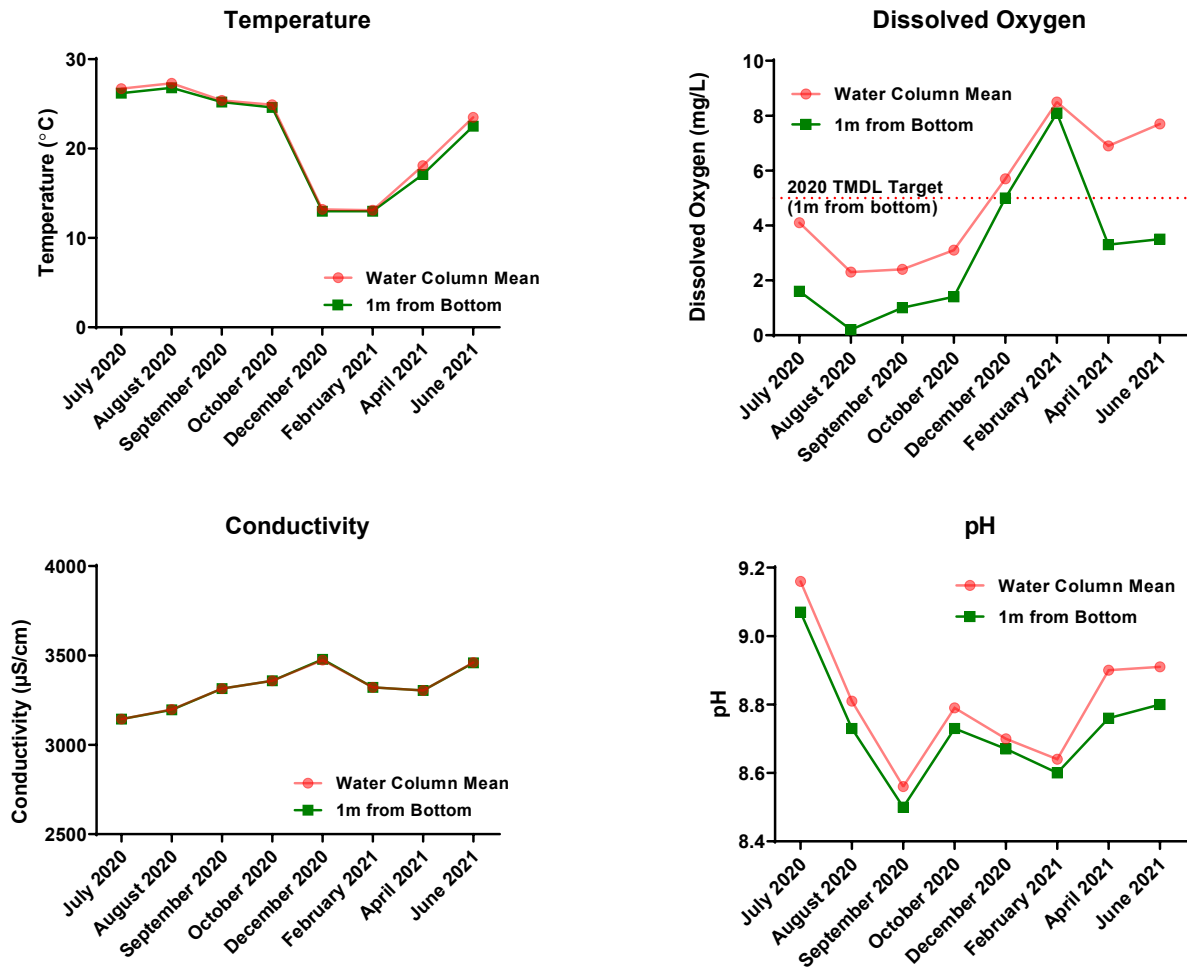 Temperature
Temperature (°C)
30
20
10
0
Water Column Mean
1m from Bottom
July 2020
August 2020
September 2020
October 2020
December 2020
February 2021
April 2021
June 2021
Dissolved Oxygen
Dissolved Oxygen (mg/L)
10
8
6
4
2
0
Water Column Mean
1m from Bottom
2020 TMDL Target
(1m from bottom)
July 2020
August 2020
September 2020
October 2020
December 2020
February 2021
April 2021
June 2021
Conductivity
Conductivity (µS/cm)
4000
3500
3000
2500
Water Column Mean
1m from Bottom
July 2020
August 2020
September 2020
October 2020
December 2020
February 2021
April 2021
June 2021
pH
pH
9.2
9.0
8.8
8.6
8.4
Water Column Mean
1m from Bottom
July 2020
August 2020
September 2020
October 2020
December 2020
February 2021
April 2021
June 2021